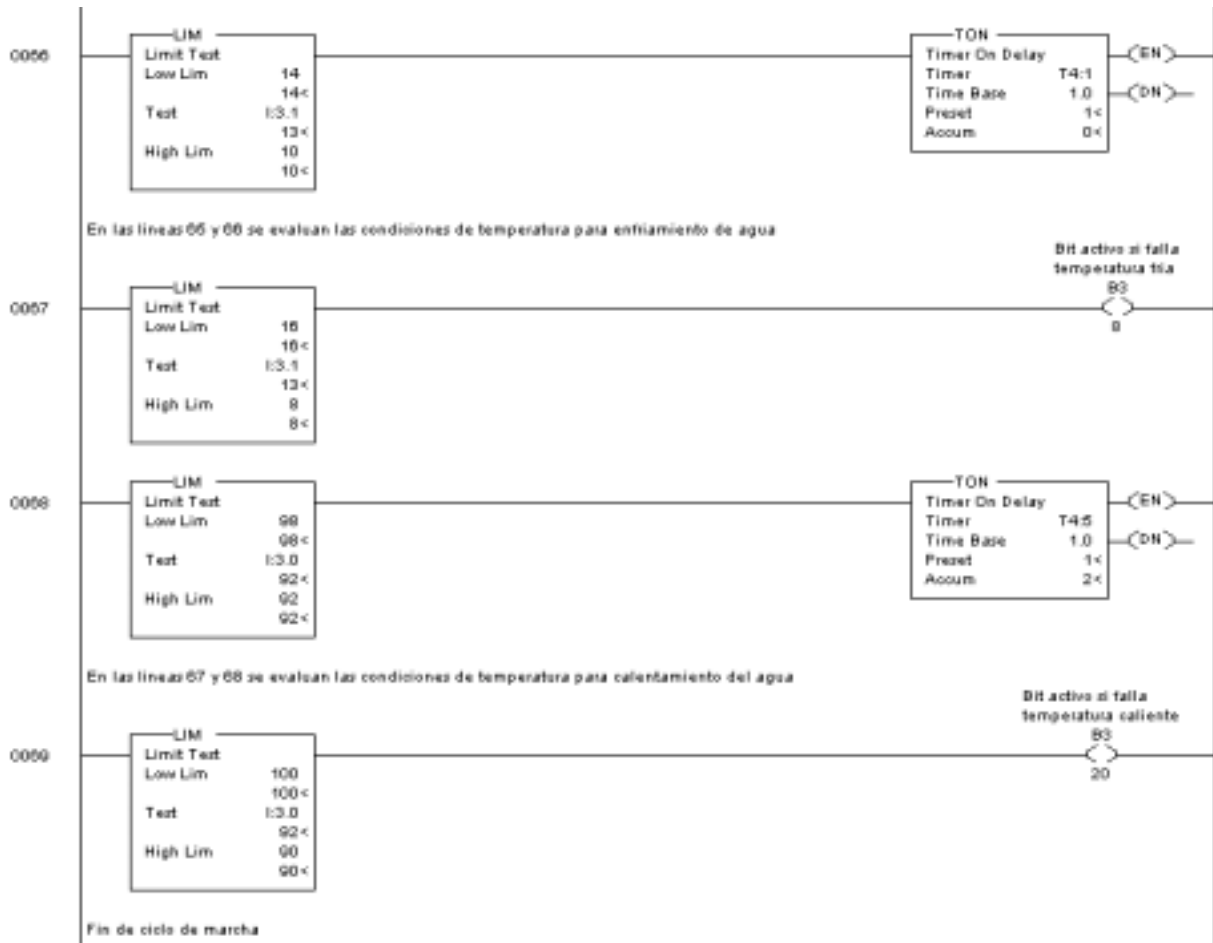 LIM
TON
0066
Limit Test
Timer On Delay
EN
Low Lim 14
Timer T4:1
14<
Time Base 1.0
DN
Test I:3.1
Preset 1<
13<
Accum 0<
High Lim 10
10<
En las lineas 65 y 66 se evaluan las condiciones de temperatura para enfriamiento de agua
Bit activo si falla
temperatura fria
LIM
B3
0067
Limit Test
Low Lim 16
8
16<
Test I:3.1
13<
High Lim 8
8<
LIM
TON
0068
Limit Test
Timer On Delay
EN
Low Lim 98
Timer T4:5
98<
Time Base 1.0
DN
Test I:3.0
Preset 1<
92<
Accum 2<
High Lim 92
92<
En las lineas 67 y 68 se evaluan las condiciones de temperatura para calentamiento del agua
Bit activo si falla
temperatura caliente
LIM
B3
0069
Limit Test
Low Lim 100
20
100<
Test I:3.0
92<
High Lim 90
90<
Fin de ciclo de marcha